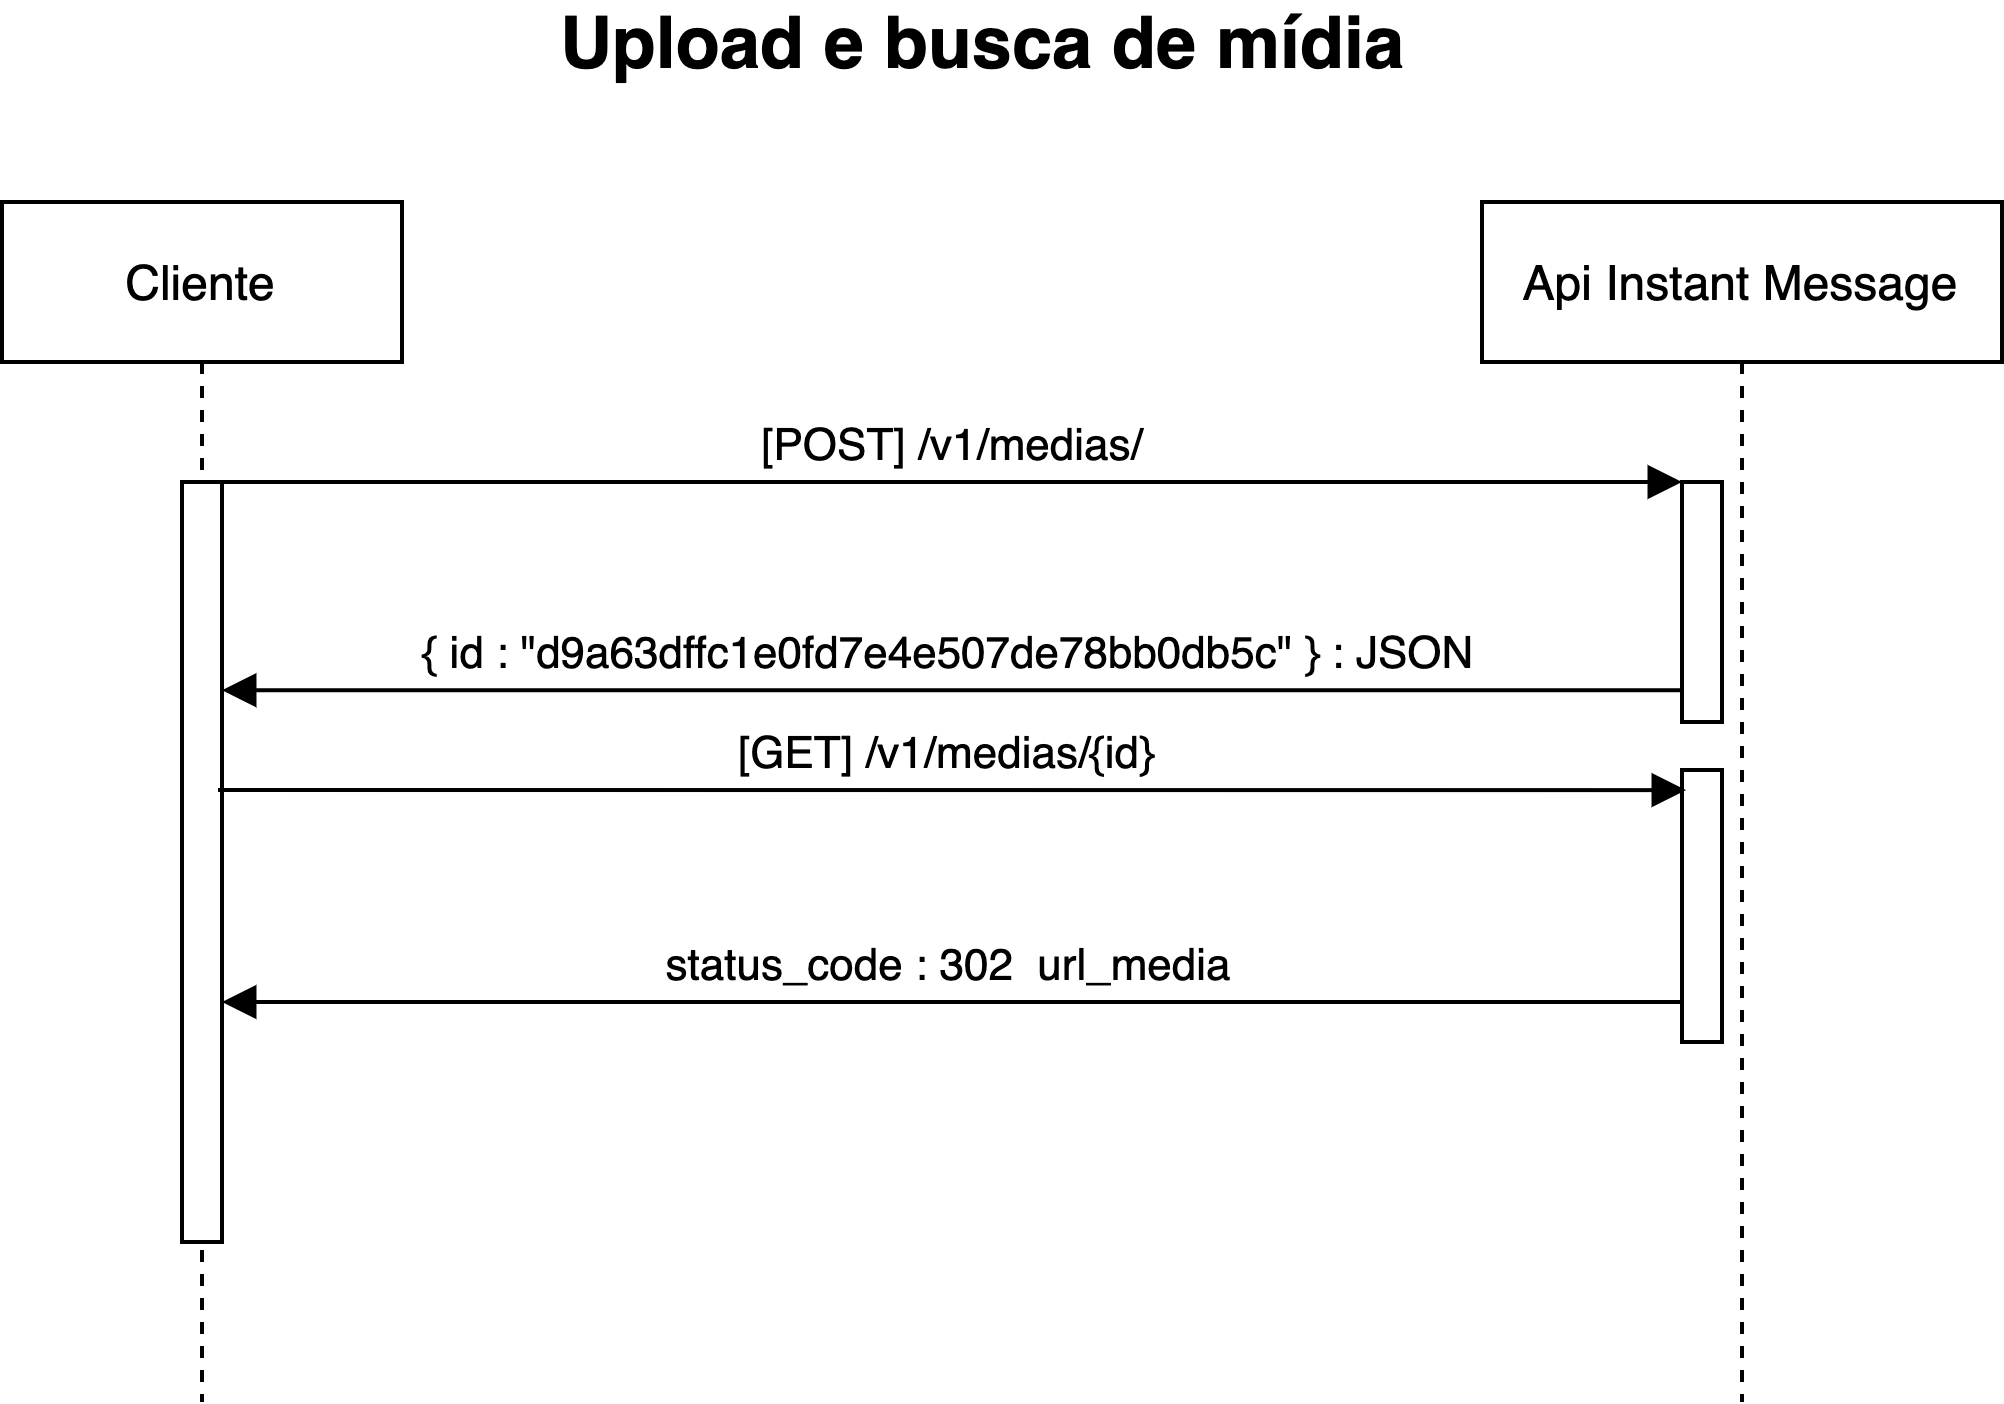 Upload e busca de mídia
Cliente
Api Instant Message
[POST] /v1/medias/
{ id : "d9a63dffc1e0fd7e4e507de78bb0db5c" } : JSON
[GET] /v1/medias/{id}
status_code : 302  url_media